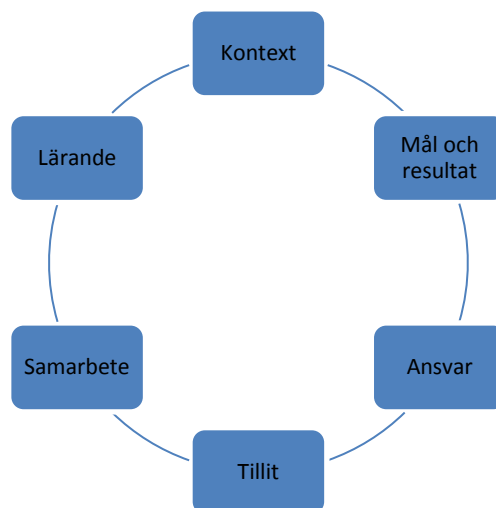 Kontext
Mål och
resultat
Ansvar
Tillit
Samarbete
Lärande